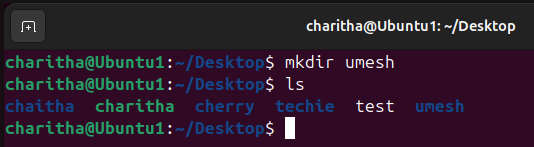 charitha@Ubuntu1: ~/Desktop
charitha@Ubuntu1:~/Desktop$ mkdir umesh
charitha@Ubuntu1:~/Desktop$ ls
chaitha charitha cherry techie test umesh
charitha@Ubuntu1:~/Desktop$